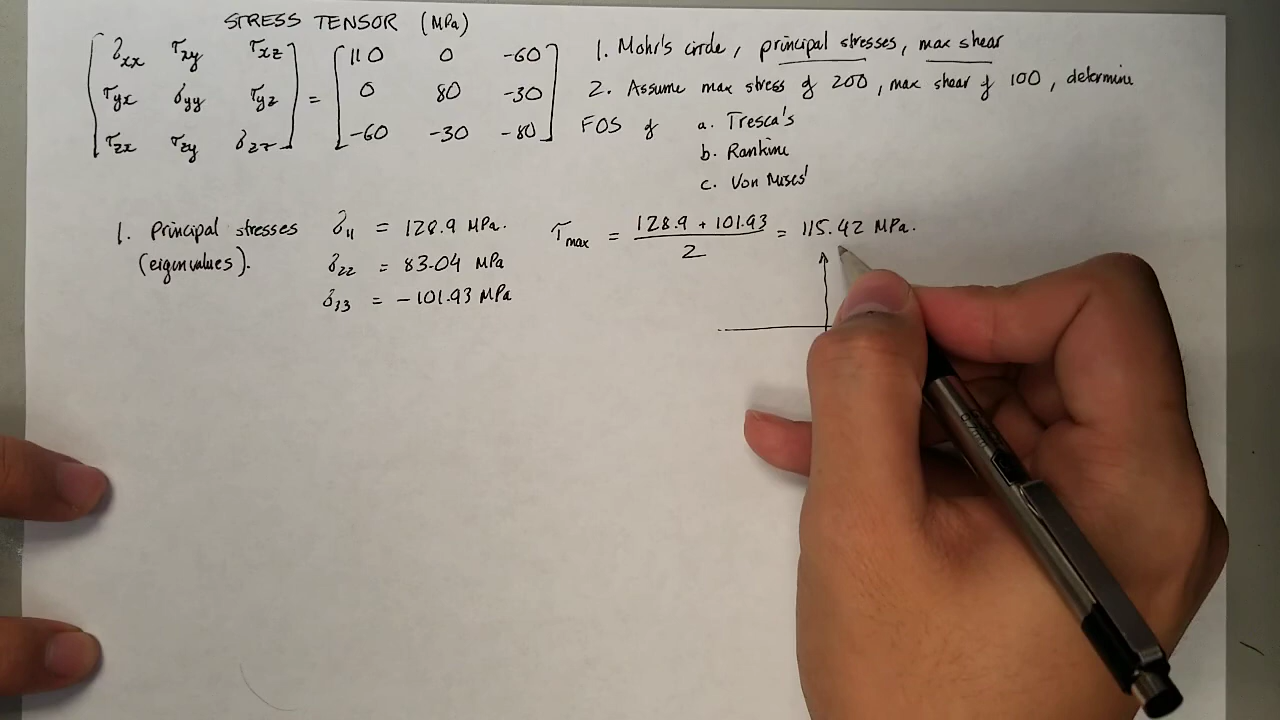 STRESS TENSOR (MPa)
σxx τxy τxz 110 0 -60
τyx σyy τyz = 0 80 -30
τzx τzy σzz -60 -30 -80
1. Mohr's circle, principal stresses, max shear
2. Assume max stress of 200, max shear of 100, determine
FOS of a. Tresca's
b. Rankine
c. Von Mises'
1. Principal stresses σ11 = 128.9 MPa. τmax = 128.9 + 101.93 / 2 = 115.42 MPa.
(eigenvalues). σ22 = 83.04 MPa
σ33 = -101.93 MPa